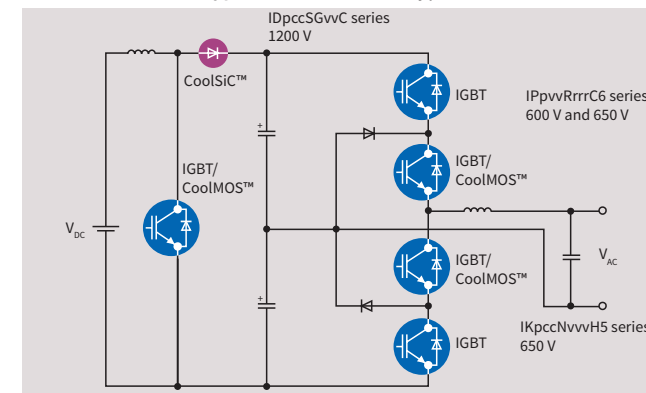 IDpccSGvvC series
1200 V
CoolSiC™
IGBT
IPpvvRrrrC6 series
600 V and 650 V
IGBT/
CoolMOS™
IGBT/
CoolMOS™
V_DC
+
+
IGBT/
CoolMOS™
V_AC
IGBT
IKpccNvvvH5 series
650 V